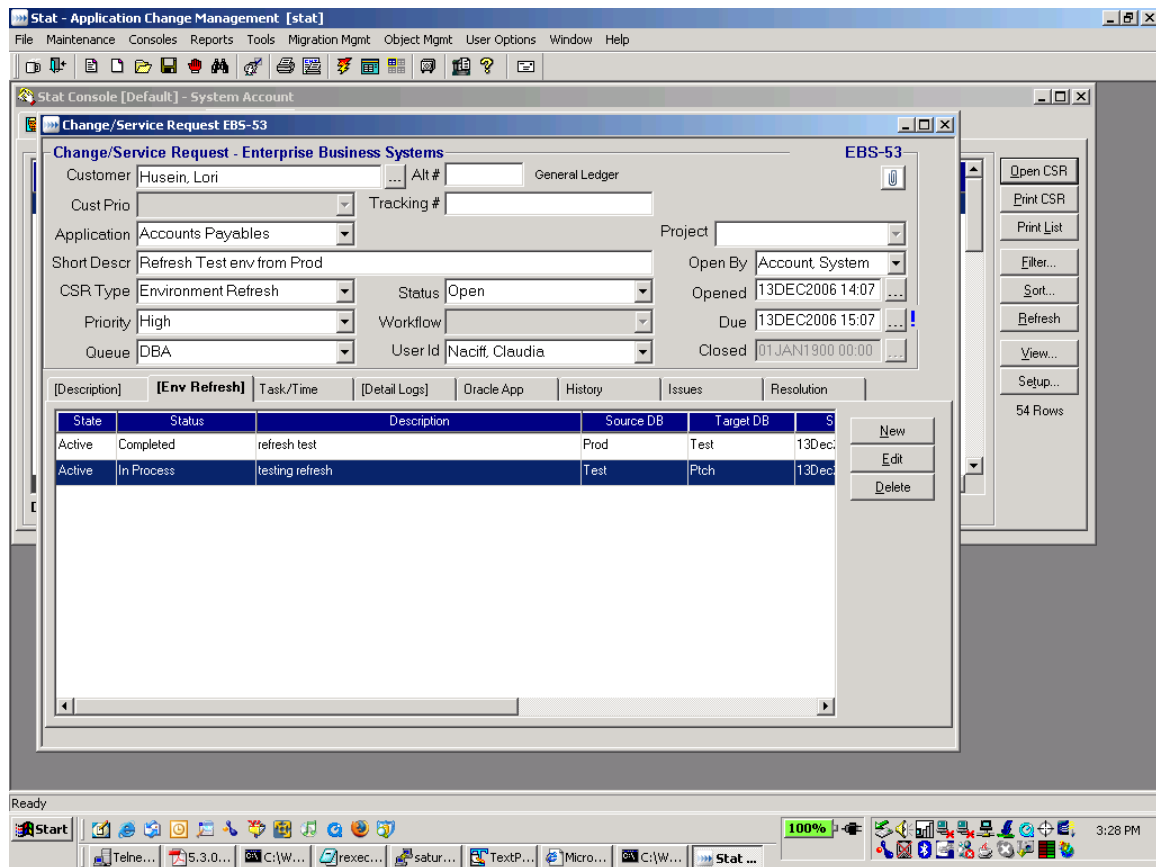 Stat - Application Change Management [stat]
File Maintenance Consoles Reports Tools Migration Mgmt Object Mgmt User Options Window Help
Stat Console [Default] - System Account
Change/Service Request EBS-53
Change/Service Request - Enterprise Business Systems EBS-53
Customer Husein, Lori ... Alt # General Ledger
Cust Prio Tracking #
Application Accounts Payables Project
Short Descr Refresh Test env from Prod Open By Account, System
CSR Type Environment Refresh Status Open Opened 13DEC2006 14:07 ...
Priority High Workflow Due 13DEC2006 15:07 ... !
Queue DBA User Id Naciff, Claudia Closed 01JAN1900 00:00 ...
[Description] [Env Refresh] Task/Time [Detail Logs] Oracle App History Issues Resolution
State Status Description Source DB Target DB S
Active Completed refresh test Prod Test 13Dec
Active In Process testing refresh Test Ptch 13Dec
New
Edit
Delete
Open CSR
Print CSR
Print List
Filter...
Sort...
Refresh
View...
Setup...
54 Rows
Ready
Start 100% 3:28 PM
Telne... 5.3.0... C:\W... rexec... satur... TextP... Micro... C:\W... Stat ...